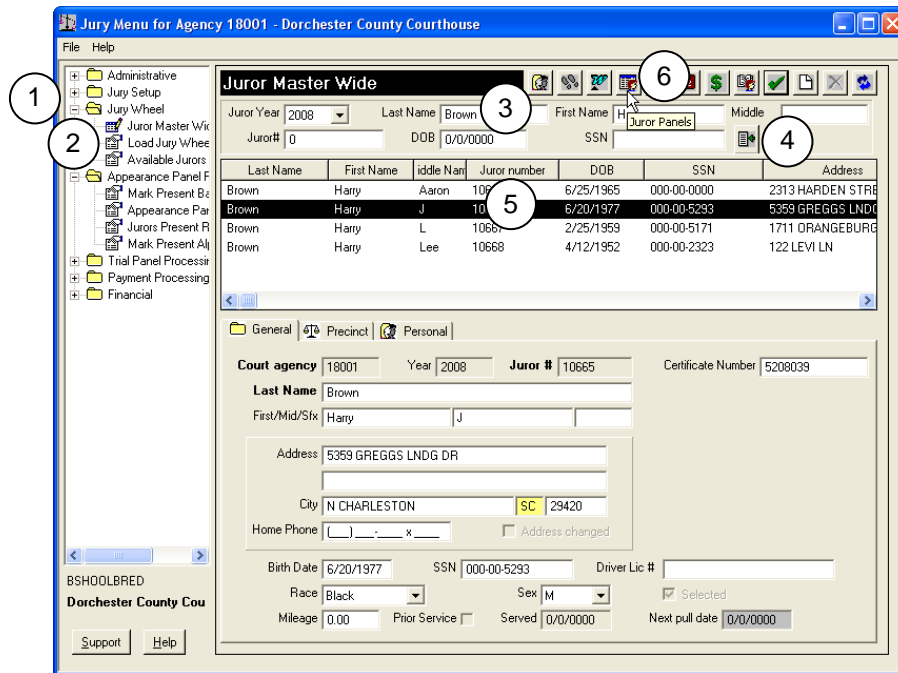 Jury Menu for Agency 18001 - Dorchester County Courthouse
File Help
1
Administrative
Jury Setup
Jury Wheel
Juror Master Wid
2
Load Jury Whee
Available Jurors
Appearance Panel P
Mark Present Ba
Appearance Par
Jurors Present R
Mark Present Alp
Trial Panel Processin
Payment Processing
Financial
BSHOOLBRED
Dorchester County Cou
Support Help
Juror Master Wide
6
Juror Year 2008 Last Name Brown 3 First Name H Middle
Juror Panels
Juror# 0 DOB 0/0/0000 SSN 4
Last Name First Name iddle Nam Juror number DOB SSN Address
Brown Harry Aaron 6/25/1965 000-00-0000 2313 HARDEN STRE
Brown Harry J 5 6/20/1977 000-00-5293 5359 GREGGS LNDG
Brown Harry L 10667 2/25/1959 000-00-5171 1711 ORANGEBURG
Brown Harry Lee 10668 4/12/1952 000-00-2323 122 LEVI LN
General Precinct Personal
Court agency 18001 Year 2008 Juror # 10665 Certificate Number 5208039
Last Name Brown
First/Mid/Sfx Harry J
Address 5359 GREGGS LNDG DR
City N CHARLESTON SC 29420
Home Phone (__)___-____ x____ Address changed
Birth Date 6/20/1977 SSN 000-00-5293 Driver Lic #
Race Black Sex M Selected
Mileage 0.00 Prior Service Served 0/0/0000 Next pull date 0/0/0000